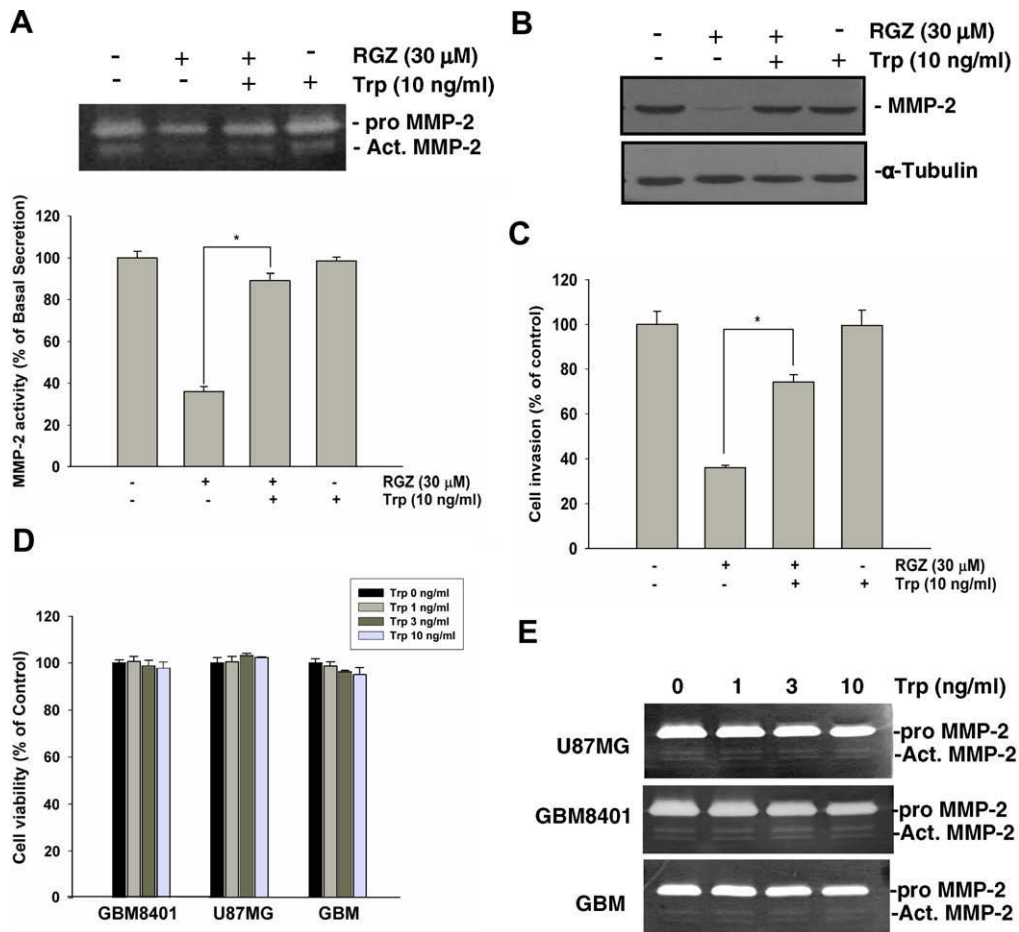 A
- + + - RGZ (30 μM)
- - + + Trp (10 ng/ml)
- pro MMP-2
- Act. MMP-2
120
100
80
60
40
20
0
MMP-2 activity (% of Basal Secretion)
*
- + + - RGZ (30 μM)
- - + + Trp (10 ng/ml)
B
- + + - RGZ (30 μM)
- - + + Trp (10 ng/ml)
- MMP-2
-α-Tubulin
C
120
100
80
60
40
20
0
Cell invasion (% of control)
*
- + + - RGZ (30 μM)
- - + + Trp (10 ng/ml)
D
Trp 0 ng/ml
Trp 1 ng/ml
Trp 3 ng/ml
Trp 10 ng/ml
120
100
80
60
40
20
0
Cell viability (% of Control)
GBM8401 U87MG GBM
E
0 1 3 10 Trp (ng/ml)
U87MG
-pro MMP-2
-Act. MMP-2
GBM8401
-pro MMP-2
-Act. MMP-2
GBM
-pro MMP-2
-Act. MMP-2